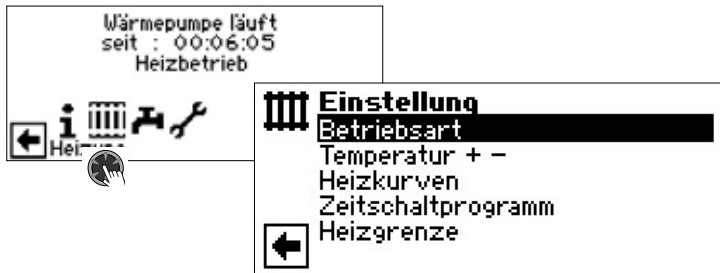 Wärmepumpe läuft
seit : 00:06:05
Heizbetrieb
Einstellung
Betriebsart
Temperatur + −
Heizkurven
Zeitschaltprogramm
Heizgrenze